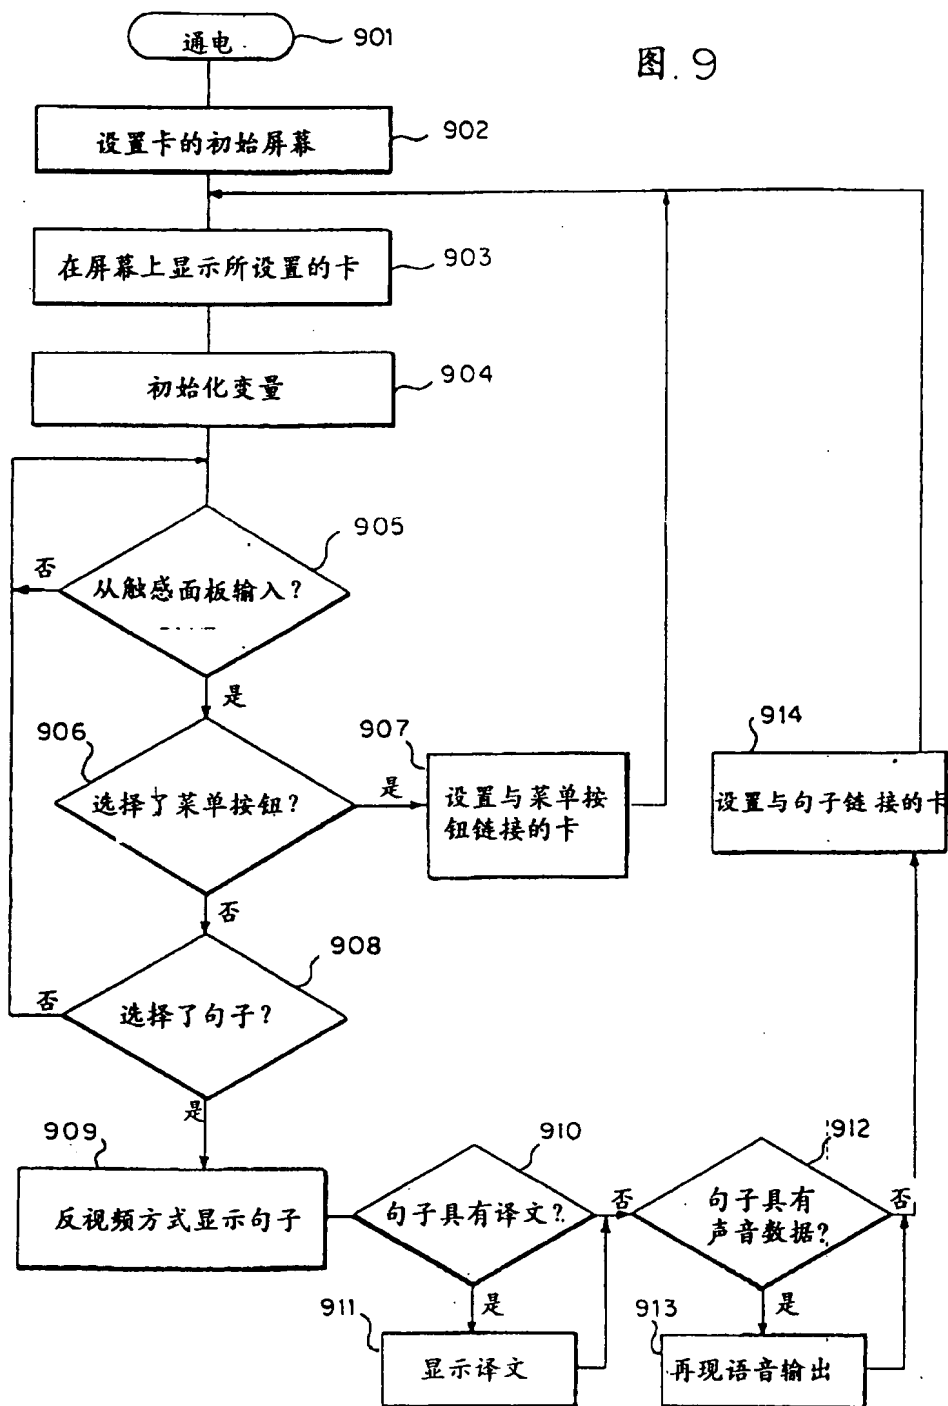 通电
901
图.9
设置卡的初始屏幕
902
在屏幕上显示所设置的卡
903
初始化变量
904
905
否
从触感面板输入?
是
906
选择了菜单按钮?
是
907
设置与菜单按
钮链接的卡
914
设置与句子链接的卡
否
908
否
选择了句子?
是
909
反视频方式显示句子
910
句子具有译文?
否
912
句子具有
声音数据?
否
是
911
显示译文
是
913
再现语音输出